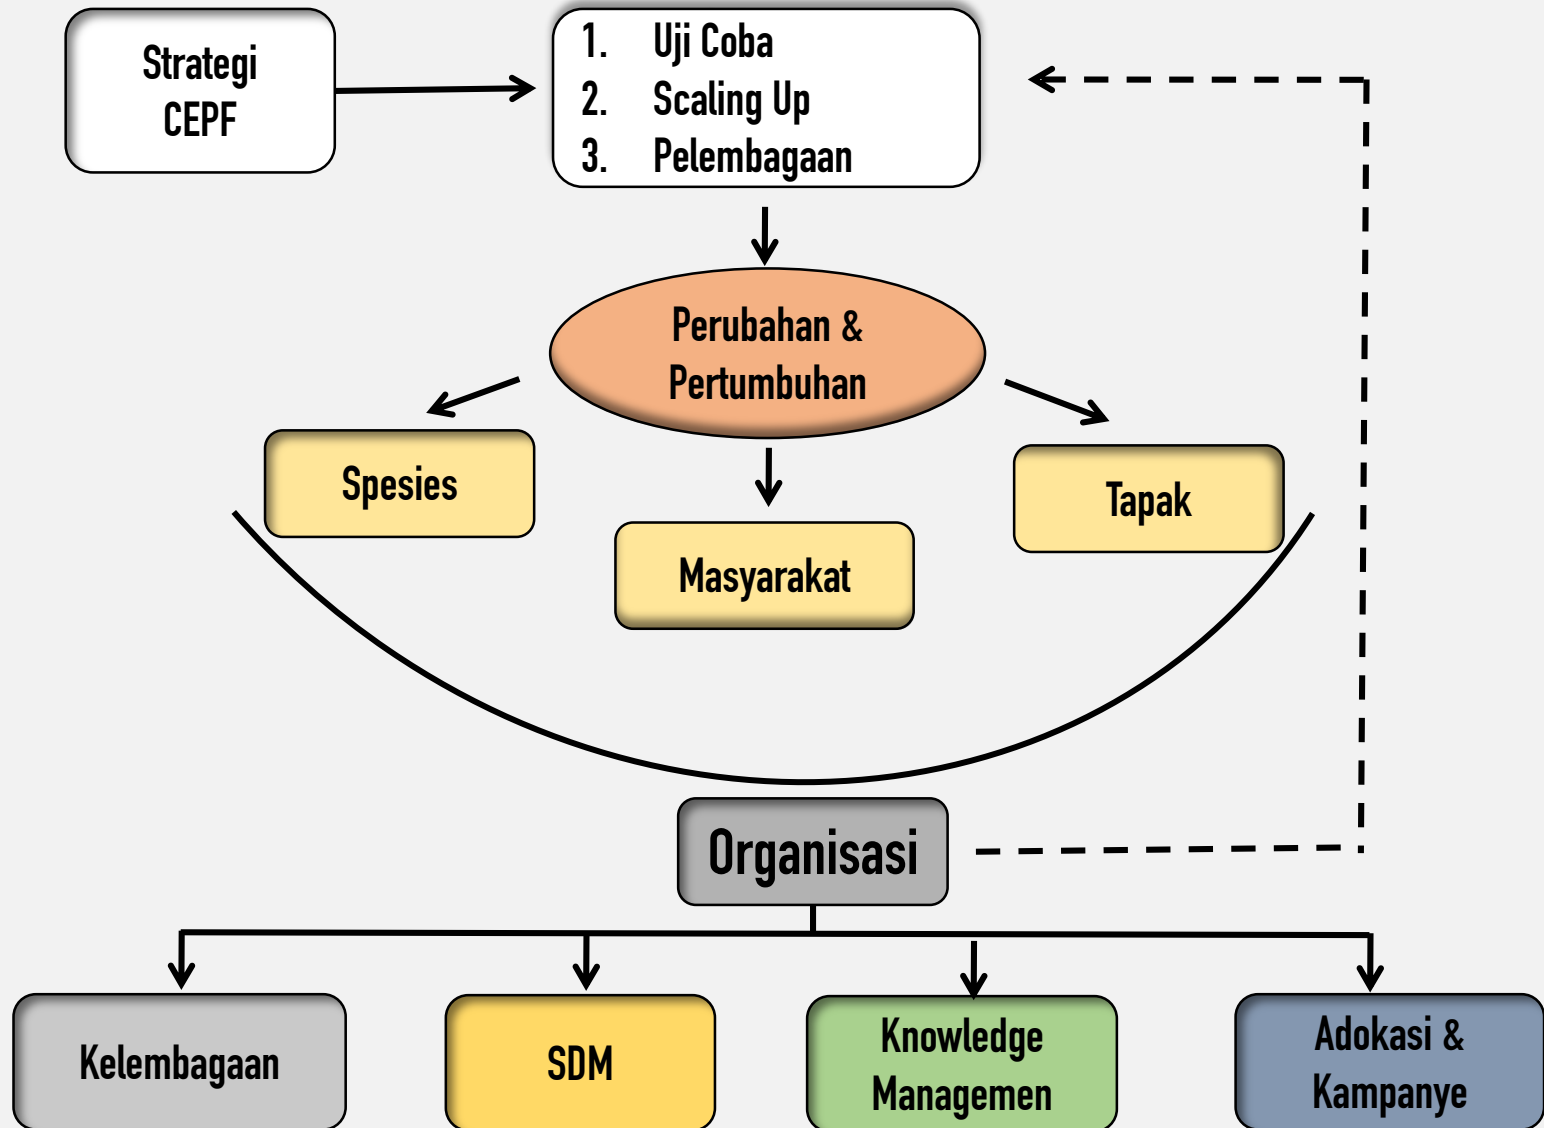 Strategi
CEPF
1. Uji Coba
2. Scaling Up
3. Pelembagaan
Perubahan &
Pertumbuhan
Spesies
Masyarakat
Tapak
Organisasi
Kelembagaan
SDM
Knowledge
Managemen
Adokasi &
Kampanye